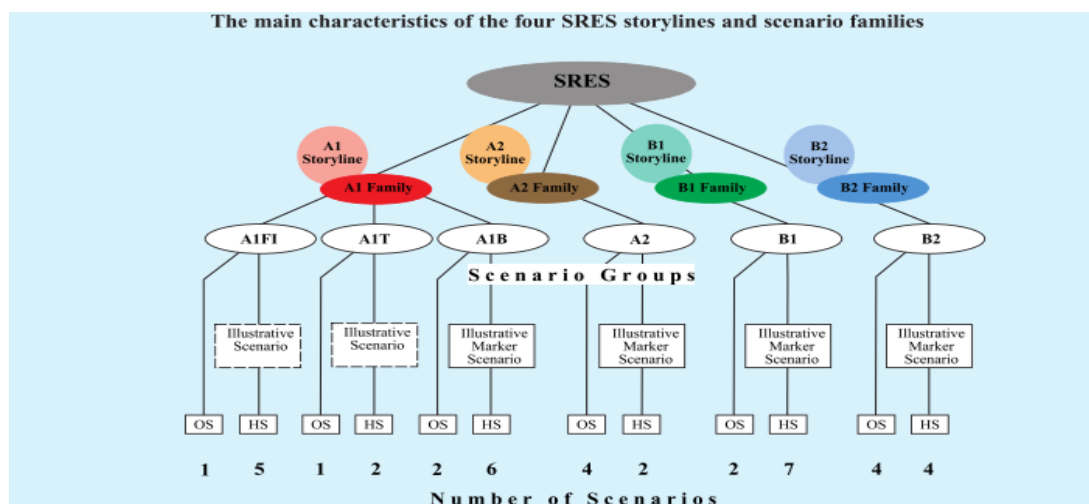 The main characteristics of the four SRES storylines and scenario families
SRES
A1
Storyline
A2
Storyline
B1
Storyline
B2
Storyline
A1 Family
A2 Family
B1 Family
B2 Family
A1FI
A1T
A1B
A2
B1
B2
Scenario Groups
Illustrative
Scenario
Illustrative
Scenario
Illustrative
Marker
Scenario
Illustrative
Marker
Scenario
Illustrative
Marker
Scenario
Illustrative
Marker
Scenario
OS HS OS HS OS HS OS HS OS HS OS HS
1 5 1 2 2 6 4 2 2 7 4 4
Number of Scenarios